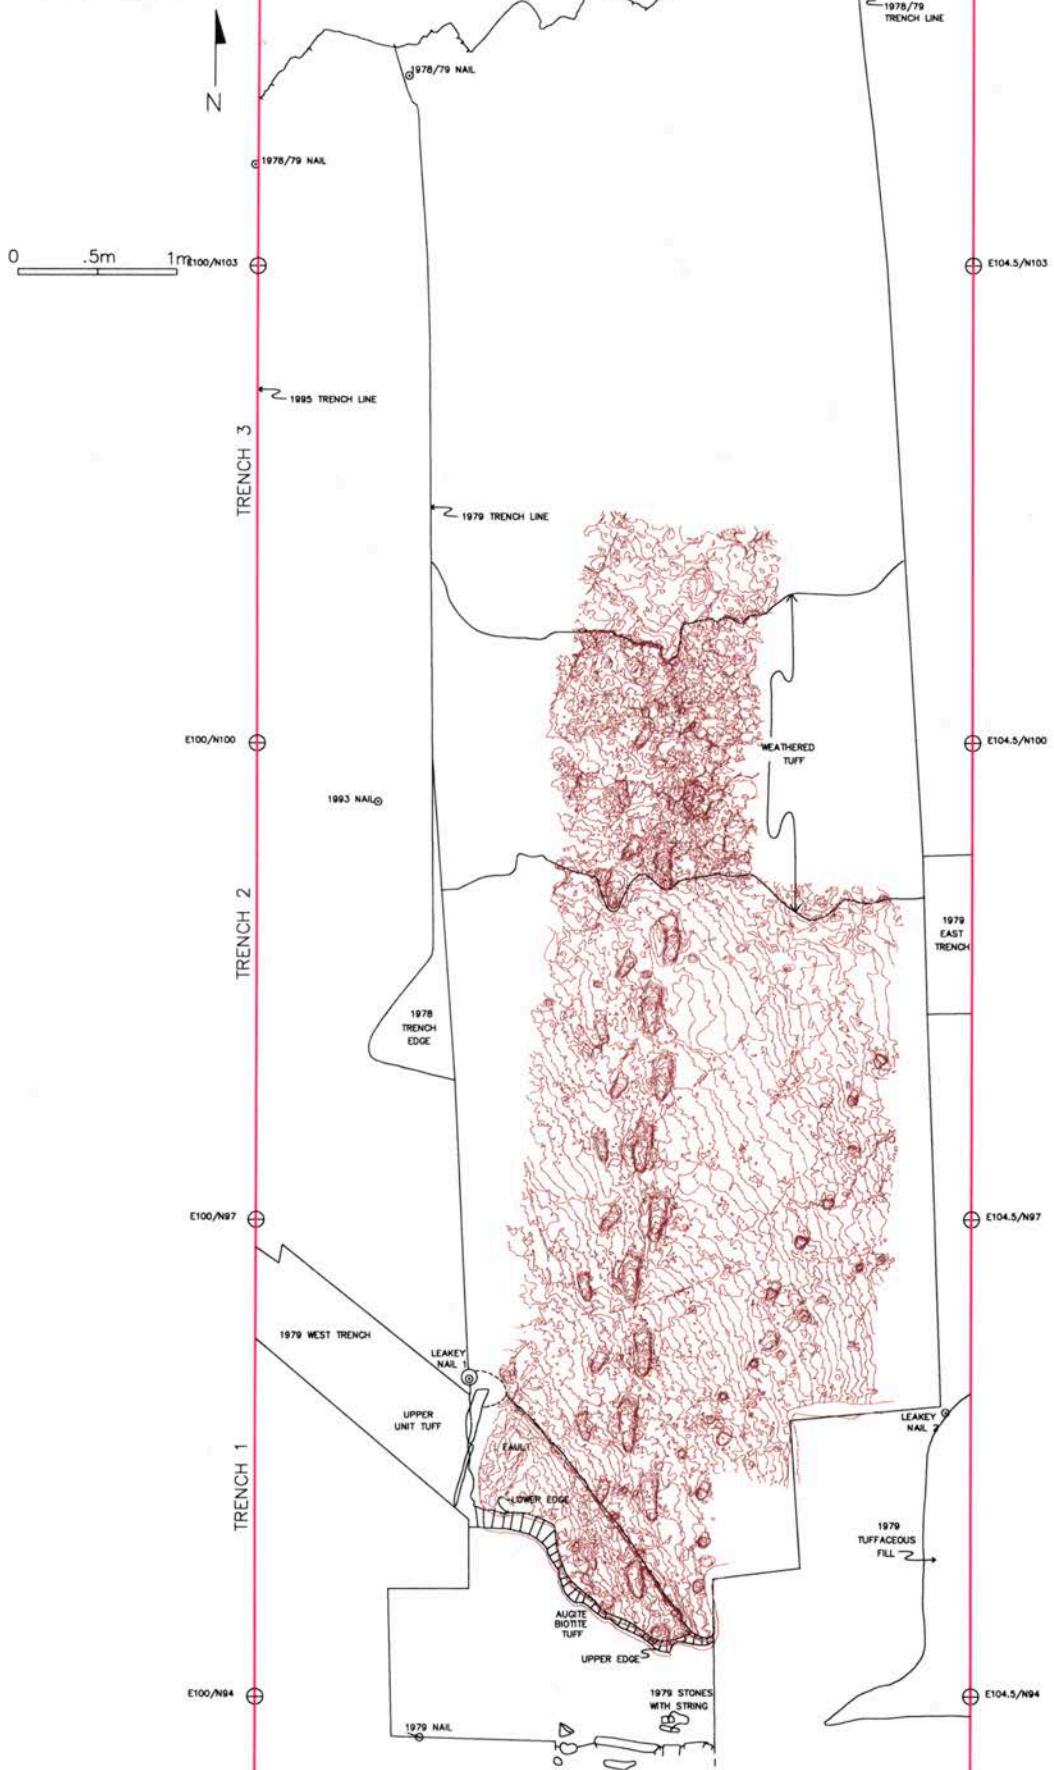 1978/79
TRENCH LINE
1978/79 NAIL
N
1978/79 NAIL
0 .5m 1m
E100/N103
E104.5/N103
1995 TRENCH LINE
TRENCH 3
1979 TRENCH LINE
E100/N100
E104.5/N100
WEATHERED
TUFF
1993 NAIL
TRENCH 2
1979
EAST
TRENCH
1978
TRENCH
EDGE
E100/N97
E104.5/N97
1979 WEST TRENCH
LEAKEY
NAIL 1
UPPER
UNIT TUFF
LEAKEY
NAIL 2
FAULT
TRENCH 1
LOWER EDGE
1979
TUFFACEOUS
FILL
AUGITE
BIOTITE
TUFF
UPPER EDGE
E100/N94
1979 STONES
WITH STRING
E104.5/N94
1979 NAIL